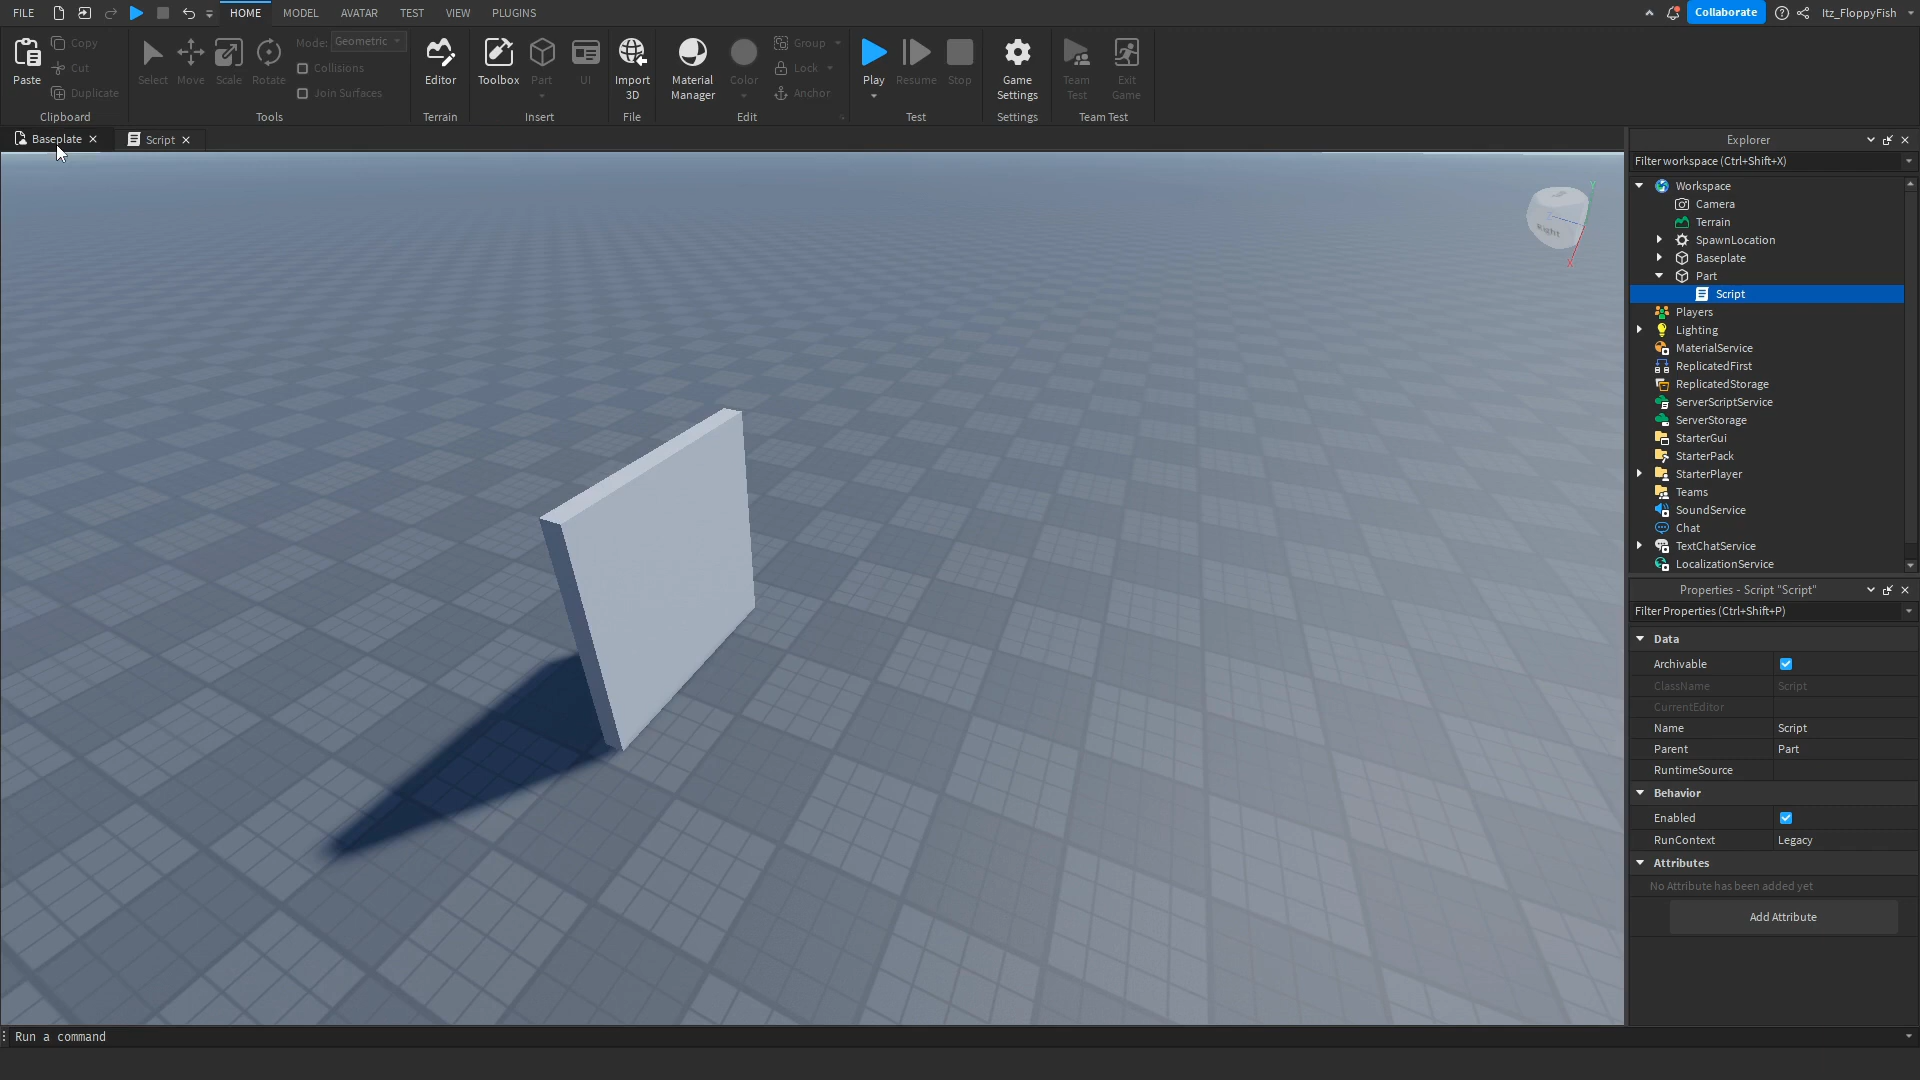 FILE HOME MODEL AVATAR TEST VIEW PLUGINS Collaborate Itz_FloppyFish
Paste Copy Cut Duplicate Clipboard
Select Move Scale Rotate Mode: Geometric Collisions Join Surfaces Tools
Editor Terrain
Toolbox Part UI Insert
Import 3D File
Material Manager Color Group Lock Anchor Edit
Play Resume Stop Test
Game Settings Settings
Team Test Exit Game Team Test
Baseplate Script
Right
Y
Z
X
Explorer
Filter workspace (Ctrl+Shift+X)
Workspace
Camera
Terrain
SpawnLocation
Baseplate
Part
Script
Players
Lighting
MaterialService
ReplicatedFirst
ReplicatedStorage
ServerScriptService
ServerStorage
StarterGui
StarterPack
StarterPlayer
Teams
SoundService
Chat
TextChatService
LocalizationService
Properties - Script "Script"
Filter Properties (Ctrl+Shift+P)
Data
Archivable
ClassName Script
CurrentEditor
Name Script
Parent Part
RuntimeSource
Behavior
Enabled
RunContext Legacy
Attributes
No Attribute has been added yet
Add Attribute
Run a command